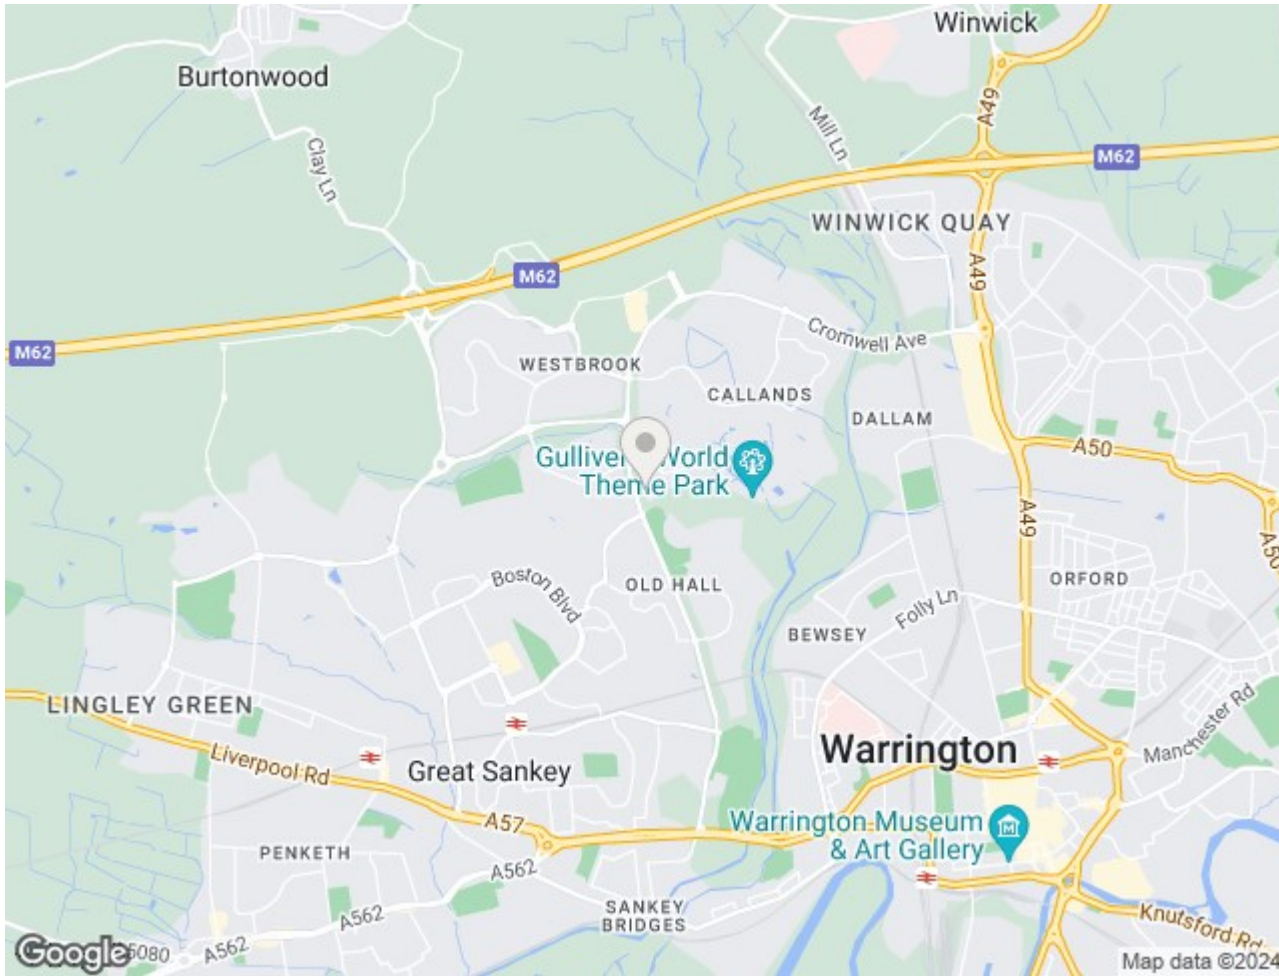 Winwick
Burtonwood
A49
Mill Ln
Clay Ln
M62
WINWICK QUAY
M62
A49
M62
Cromwell Ave
WESTBROOK
CALLANDS
DALLAM
A50
Gulliver's World
Theme Park
A49
A50
Boston Blvd
OLD HALL
ORFORD
Folly Ln
BEWSEY
LINGLEY GREEN
Manchester Rd
Liverpool Rd
Warrington
Great Sankey
A57
Warrington Museum
& Art Gallery
PENKETH
A562
SANKEY
BRIDGES
A562
Knutsford Rd
Google
5080
A562
Map data ©2024